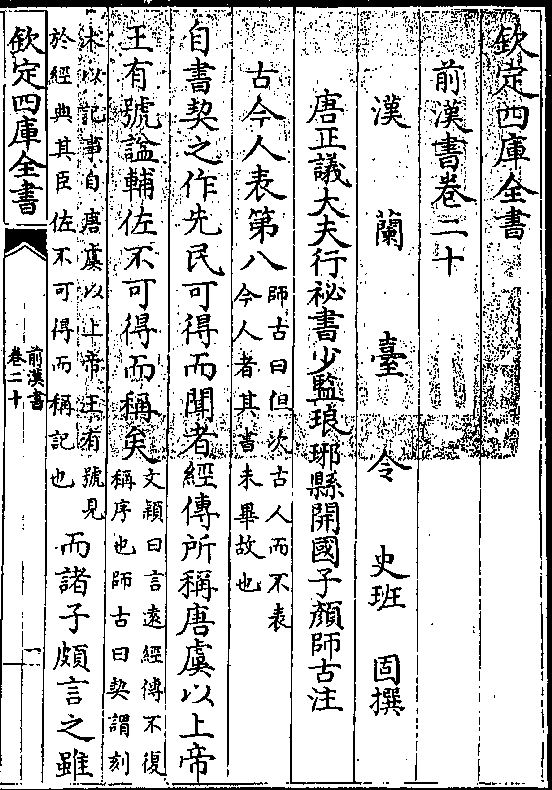 欽定四庫全書
前漢書卷二十
漢蘭臺令史班固撰
唐正議大夫行祕書少監琅邪縣開國子顏師古注
古今人表第八師古曰但次古人而不表
今人者其書未畢故也
自書契之作先民可得而聞者經傳所稱唐虞以上帝
王有號諡輔佐不可得而稱矣文穎曰言遠經傳不復
稱序也師古曰契謂刻
木以記事自唐虞以上帝王有號見
於經典其臣佐不可得而稱記也
而諸子頗言之雖
欽定四庫全書
前漢書
卷二十
一